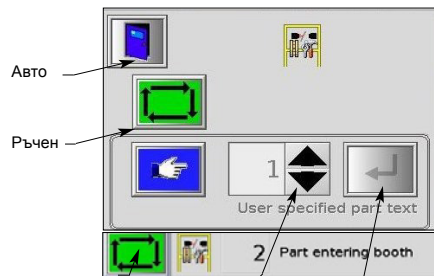 Авто
Ръчен
1
User specified part text
2 Part entering booth